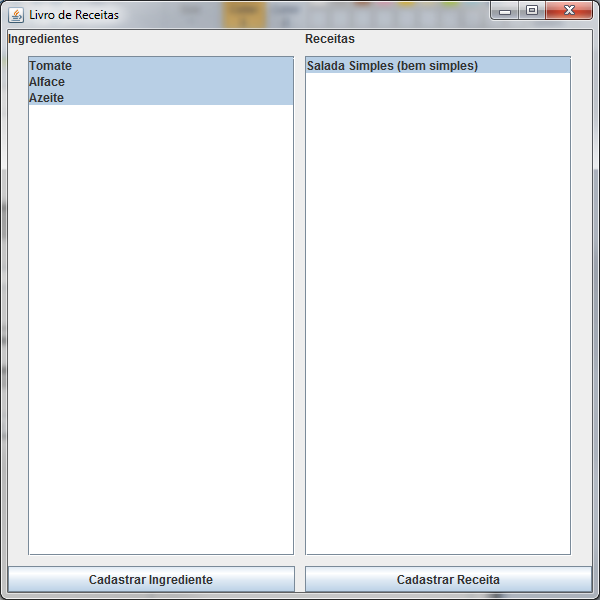 Livro de Receitas
Ingredientes
Tomate
Alface
Azeite
Receitas
Salada Simples (bem simples)
Cadastrar Ingrediente
Cadastrar Receita